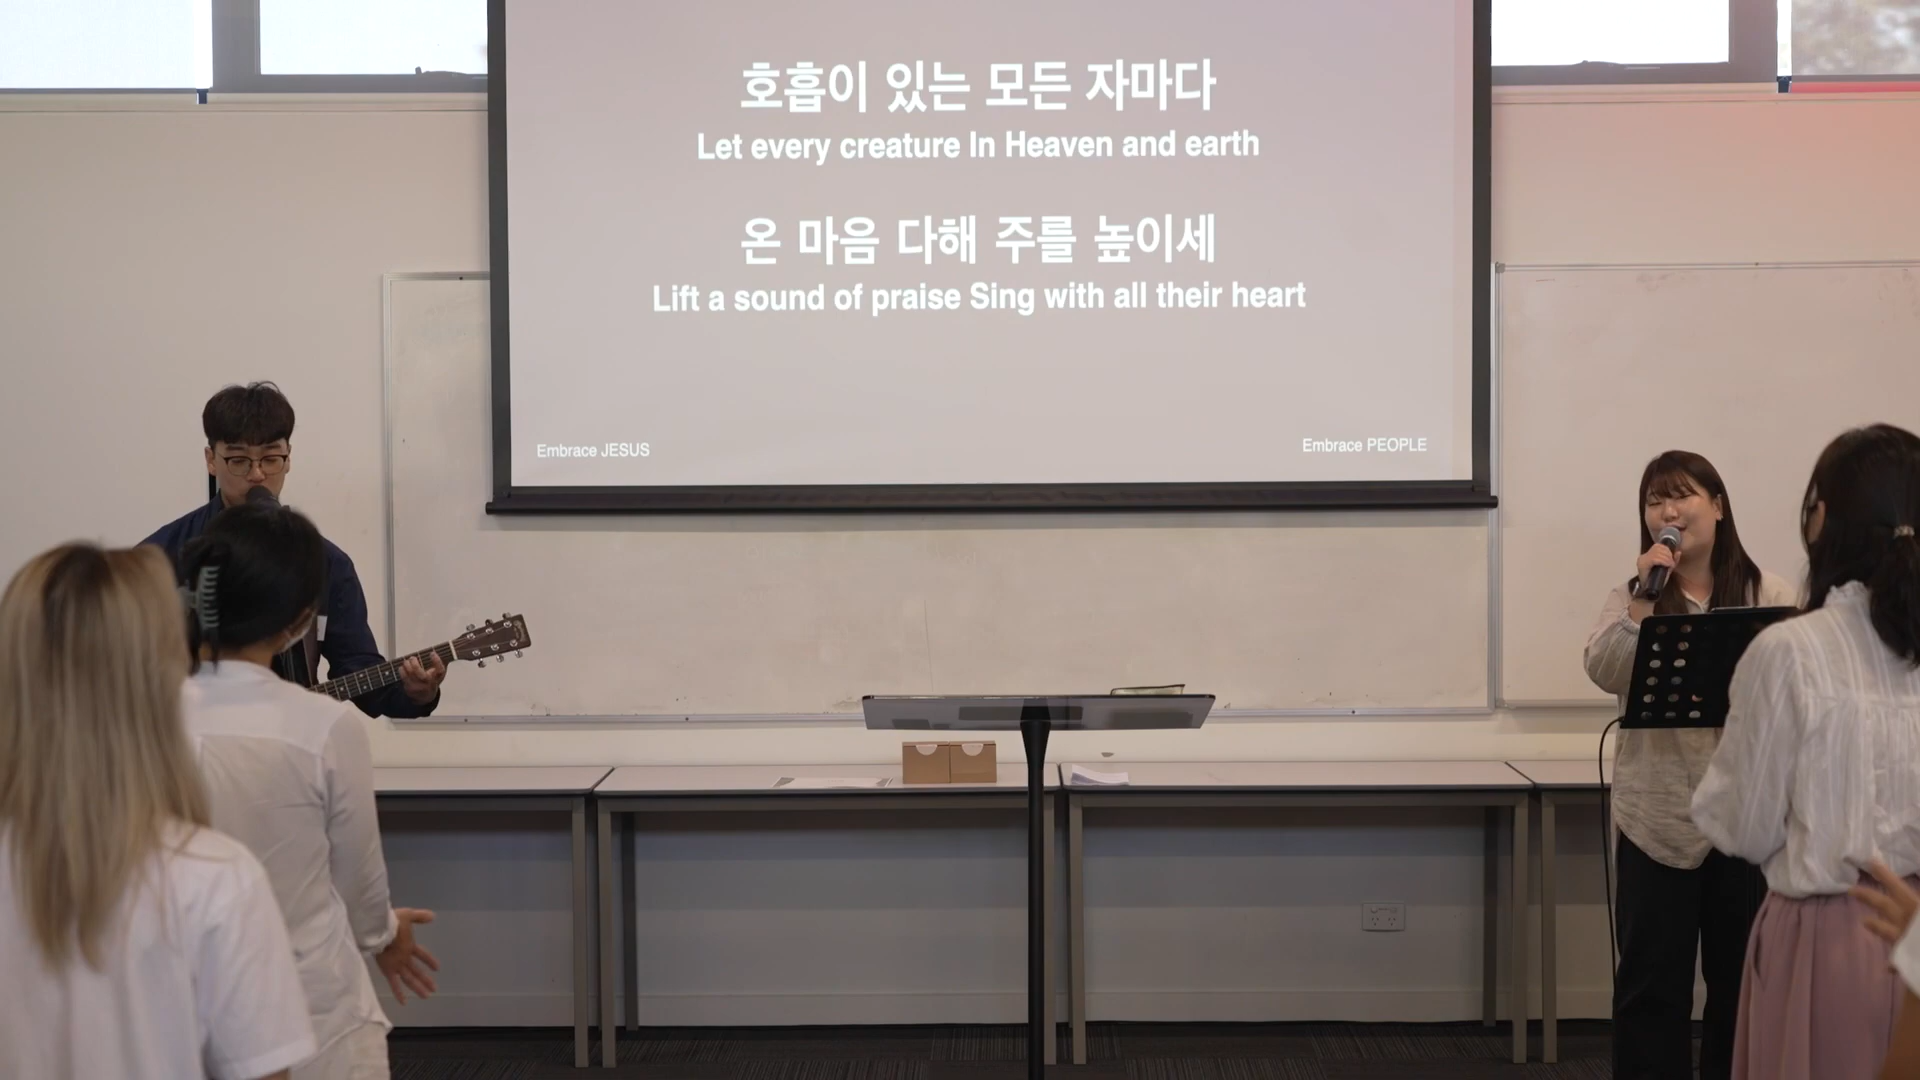 호흡이 있는 모든 자마다
Let every creature In Heaven and earth
온 마음 다해 주를 높이세
Lift a sound of praise Sing with all their heart
Embrace JESUS
Embrace PEOPLE